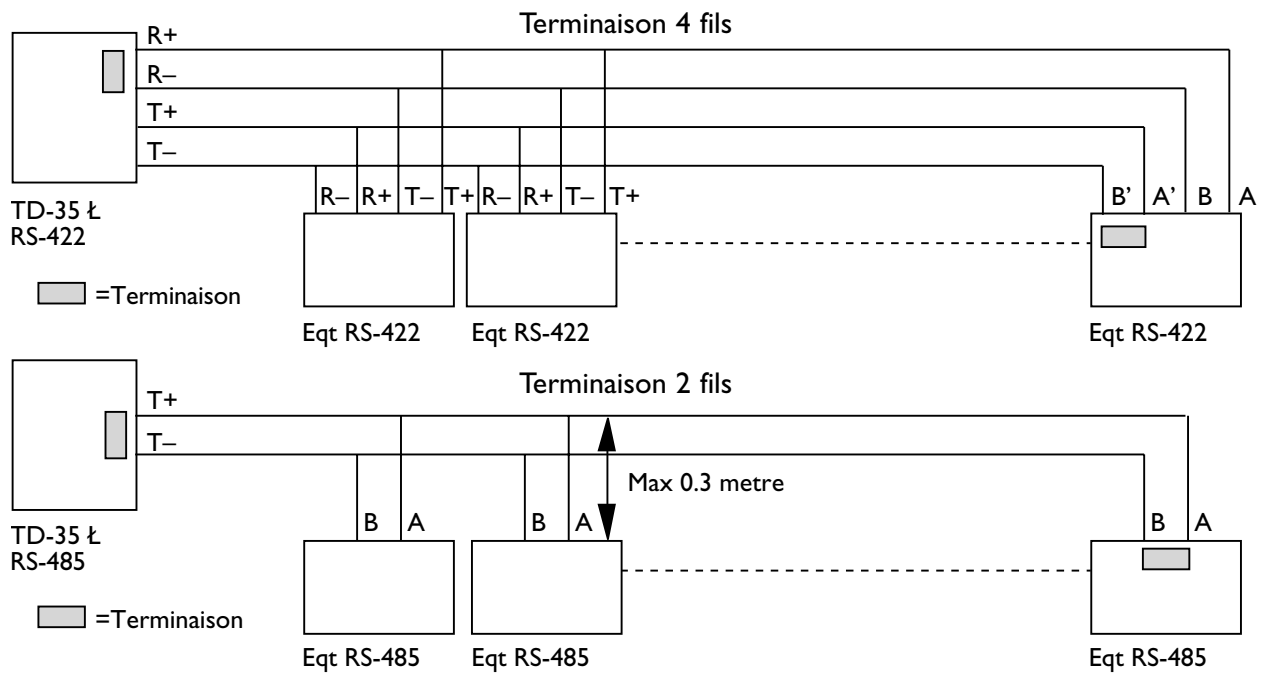 Terminaison 4 fils
R+
R–
T+
T–
R– R+ T– T+ R– R+ T– T+ B’ A’ B A
TD-35 Ł
RS-422
=Terminaison
Eqt RS-422 Eqt RS-422 Eqt RS-422
Terminaison 2 fils
T+
T–
Max 0.3 metre
B A B A B A
TD-35 Ł
RS-485
=Terminaison
Eqt RS-485 Eqt RS-485 Eqt RS-485